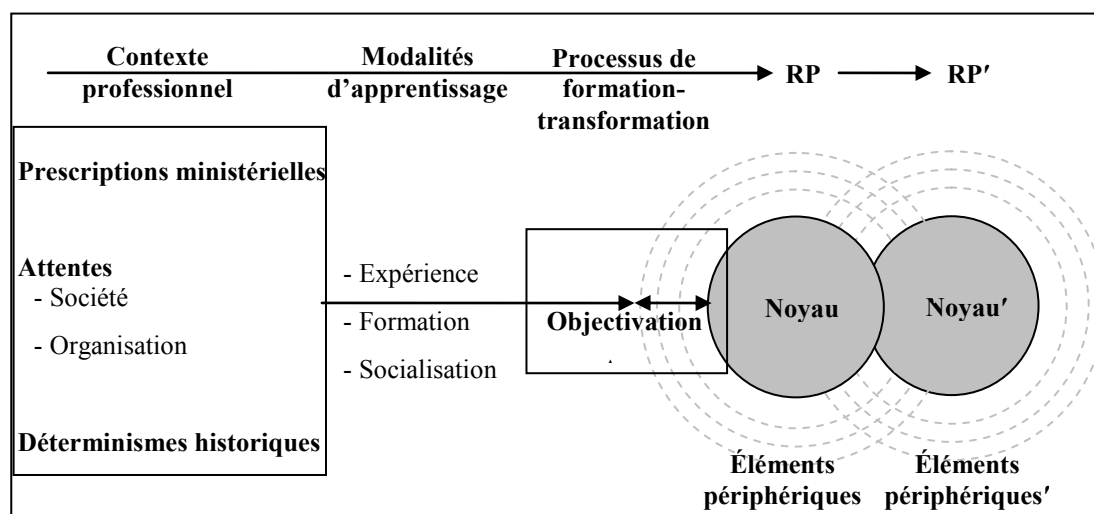 Contexte
professionnel
Modalités
d'apprentissage
Processus de
formation-
transformation
RP
RP′
Prescriptions ministérielles
Attentes
- Société
- Organisation
Déterminismes historiques
- Expérience
- Formation
- Socialisation
Objectivation
Noyau
Noyau′
Éléments
périphériques
Éléments
périphériques′